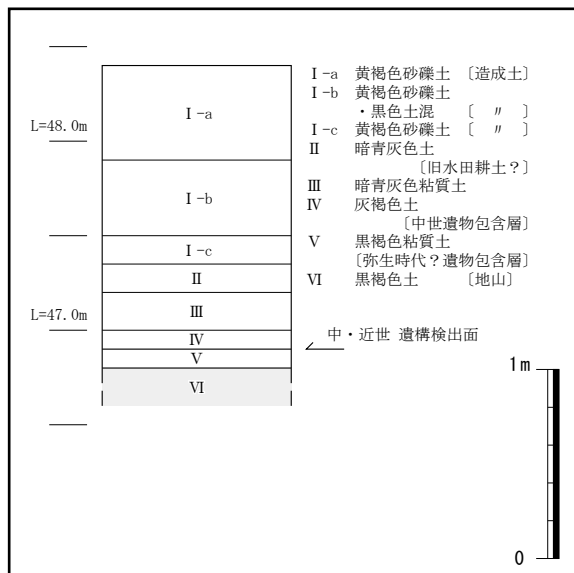 L=48.0m
L=47.0m
Ⅰ-a
Ⅰ-b
Ⅰ-c
Ⅱ
Ⅲ
Ⅳ
Ⅴ
Ⅵ
Ⅰ-a 黄褐色砂礫土 〔造成土〕
Ⅰ-b 黄褐色砂礫土
・黒色土混 〔 〃 〕
Ⅰ-c 黄褐色砂礫土 〔 〃 〕
Ⅱ 暗青灰色土
〔旧水田耕土?〕
Ⅲ 暗青灰色粘質土
Ⅳ 灰褐色土
〔中世遺物包含層〕
Ⅴ 黒褐色粘質土
〔弥生時代?遺物包含層〕
Ⅵ 黒褐色土 〔地山〕
中・近世 遺構検出面
1m
0